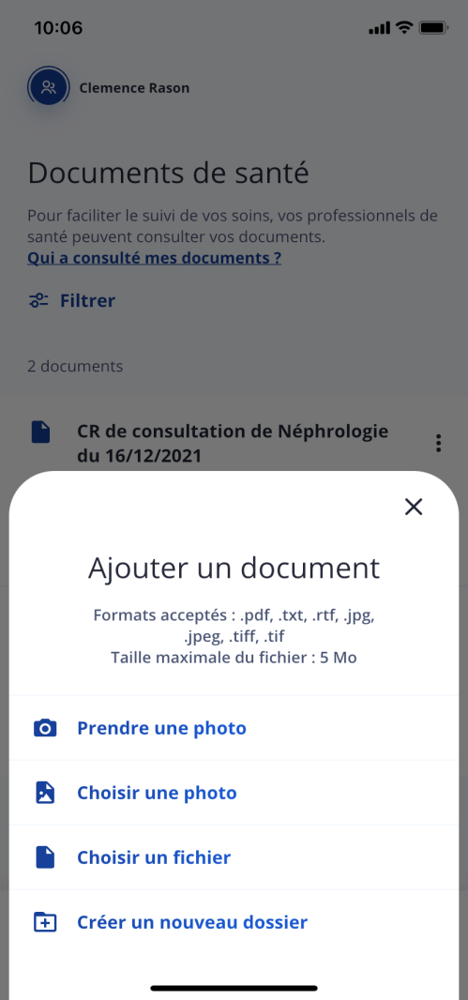 10:06
Clemence Rason
Documents de santé
Pour faciliter le suivi de vos soins, vos professionnels de
santé peuvent consulter vos documents.
Qui a consulté mes documents ?
Filtrer
2 documents
CR de consultation de Néphrologie
du 16/12/2021
Ajouter un document
Formats acceptés : .pdf, .txt, .rtf, .jpg,
.jpeg, .tiff, .tif
Taille maximale du fichier : 5 Mo
Prendre une photo
Choisir une photo
Choisir un fichier
Créer un nouveau dossier